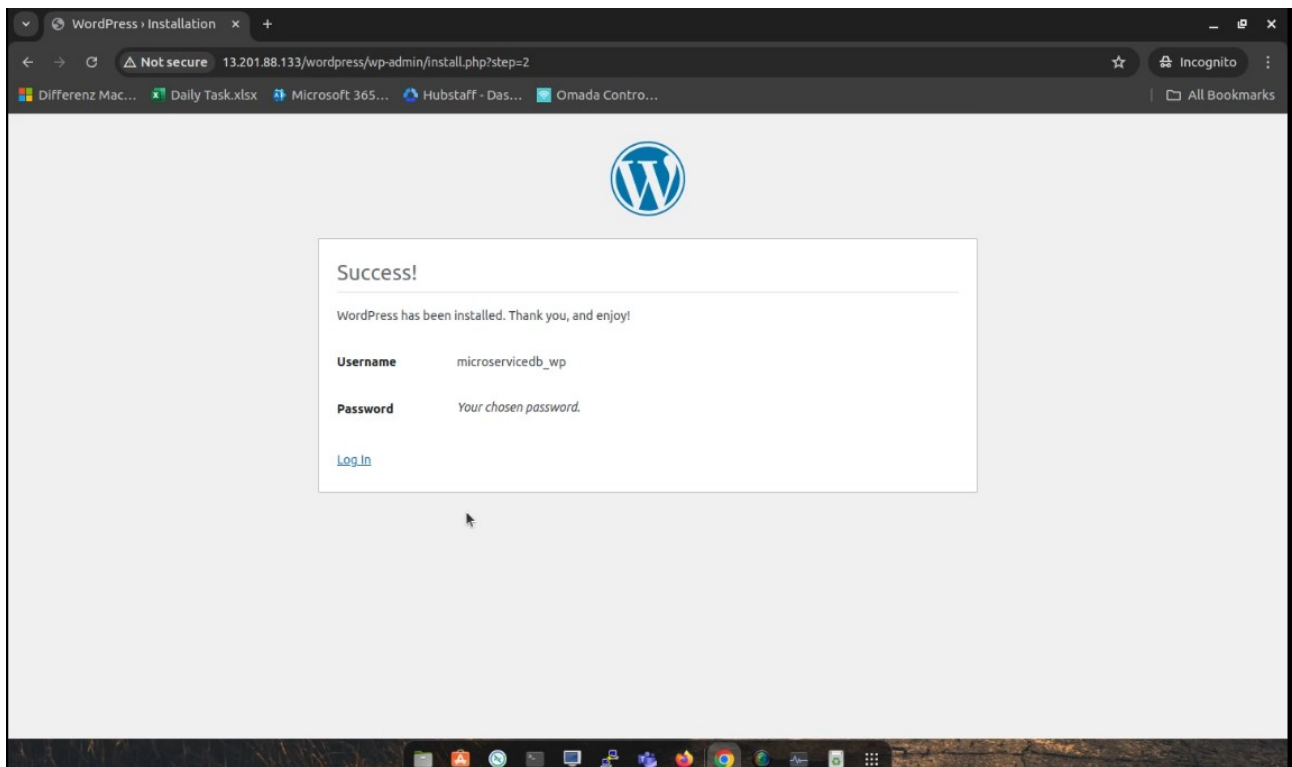 WordPress › Installation
Not secure 13.201.88.133/wordpress/wp-admin/install.php?step=2 Incognito
Differenz Mac... Daily Task.xlsx Microsoft 365... Hubstaff - Das... Omada Contro... All Bookmarks
Success!
WordPress has been installed. Thank you, and enjoy!
Username microservicedb_wp
Password Your chosen password.
Log In